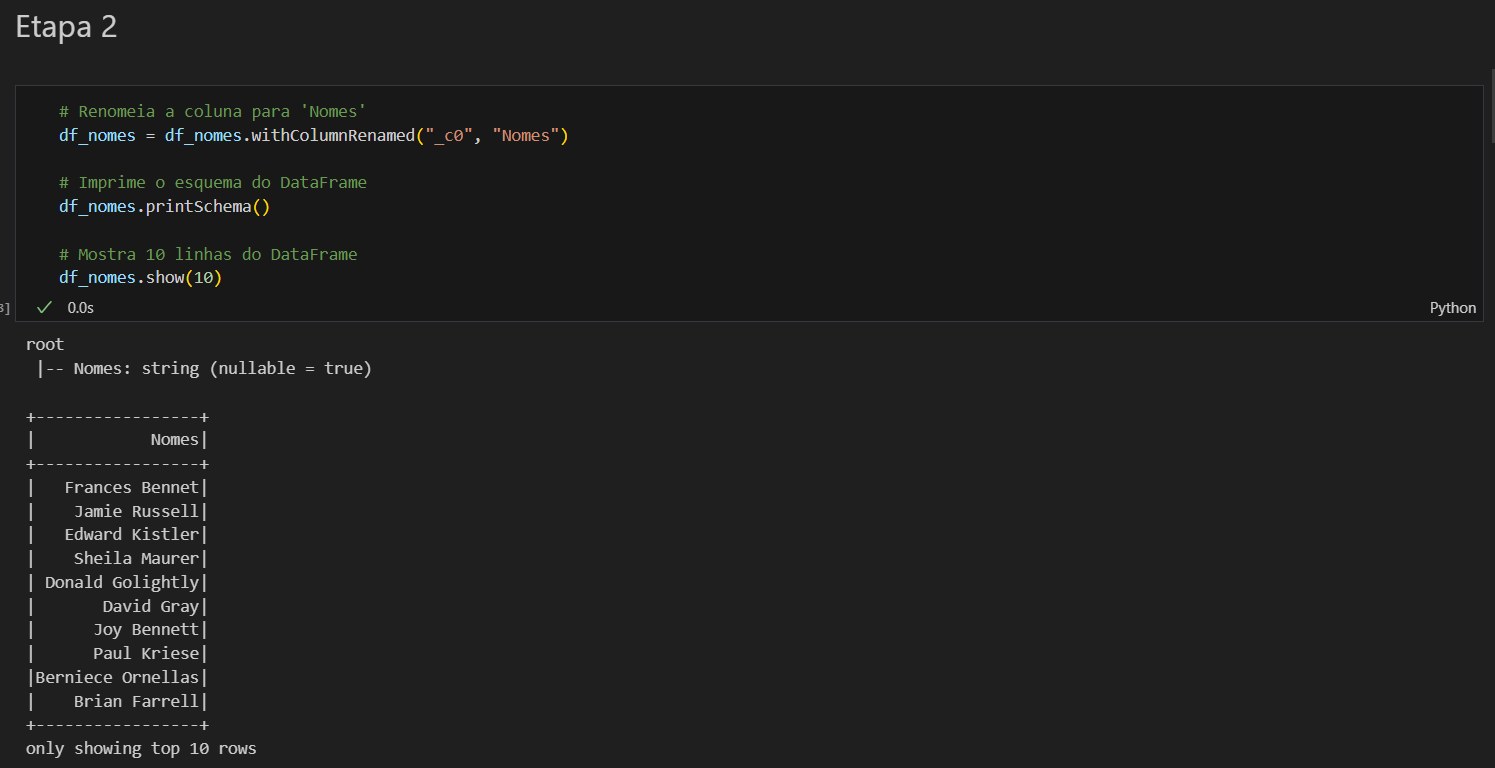 Etapa 2
# Renomeia a coluna para 'Nomes'
df_nomes = df_nomes.withColumnRenamed("_c0", "Nomes")
# Imprime o esquema do DataFrame
df_nomes.printSchema()
# Mostra 10 linhas do DataFrame
df_nomes.show(10)
3] ✓ 0.0s Python
root
 |-- Nomes: string (nullable = true)
+-----------------+
|            Nomes|
+-----------------+
|   Frances Bennet|
|    Jamie Russell|
|   Edward Kistler|
|    Sheila Maurer|
| Donald Golightly|
|       David Gray|
|      Joy Bennett|
|      Paul Kriese|
|Berniece Ornellas|
|    Brian Farrell|
+-----------------+
only showing top 10 rows